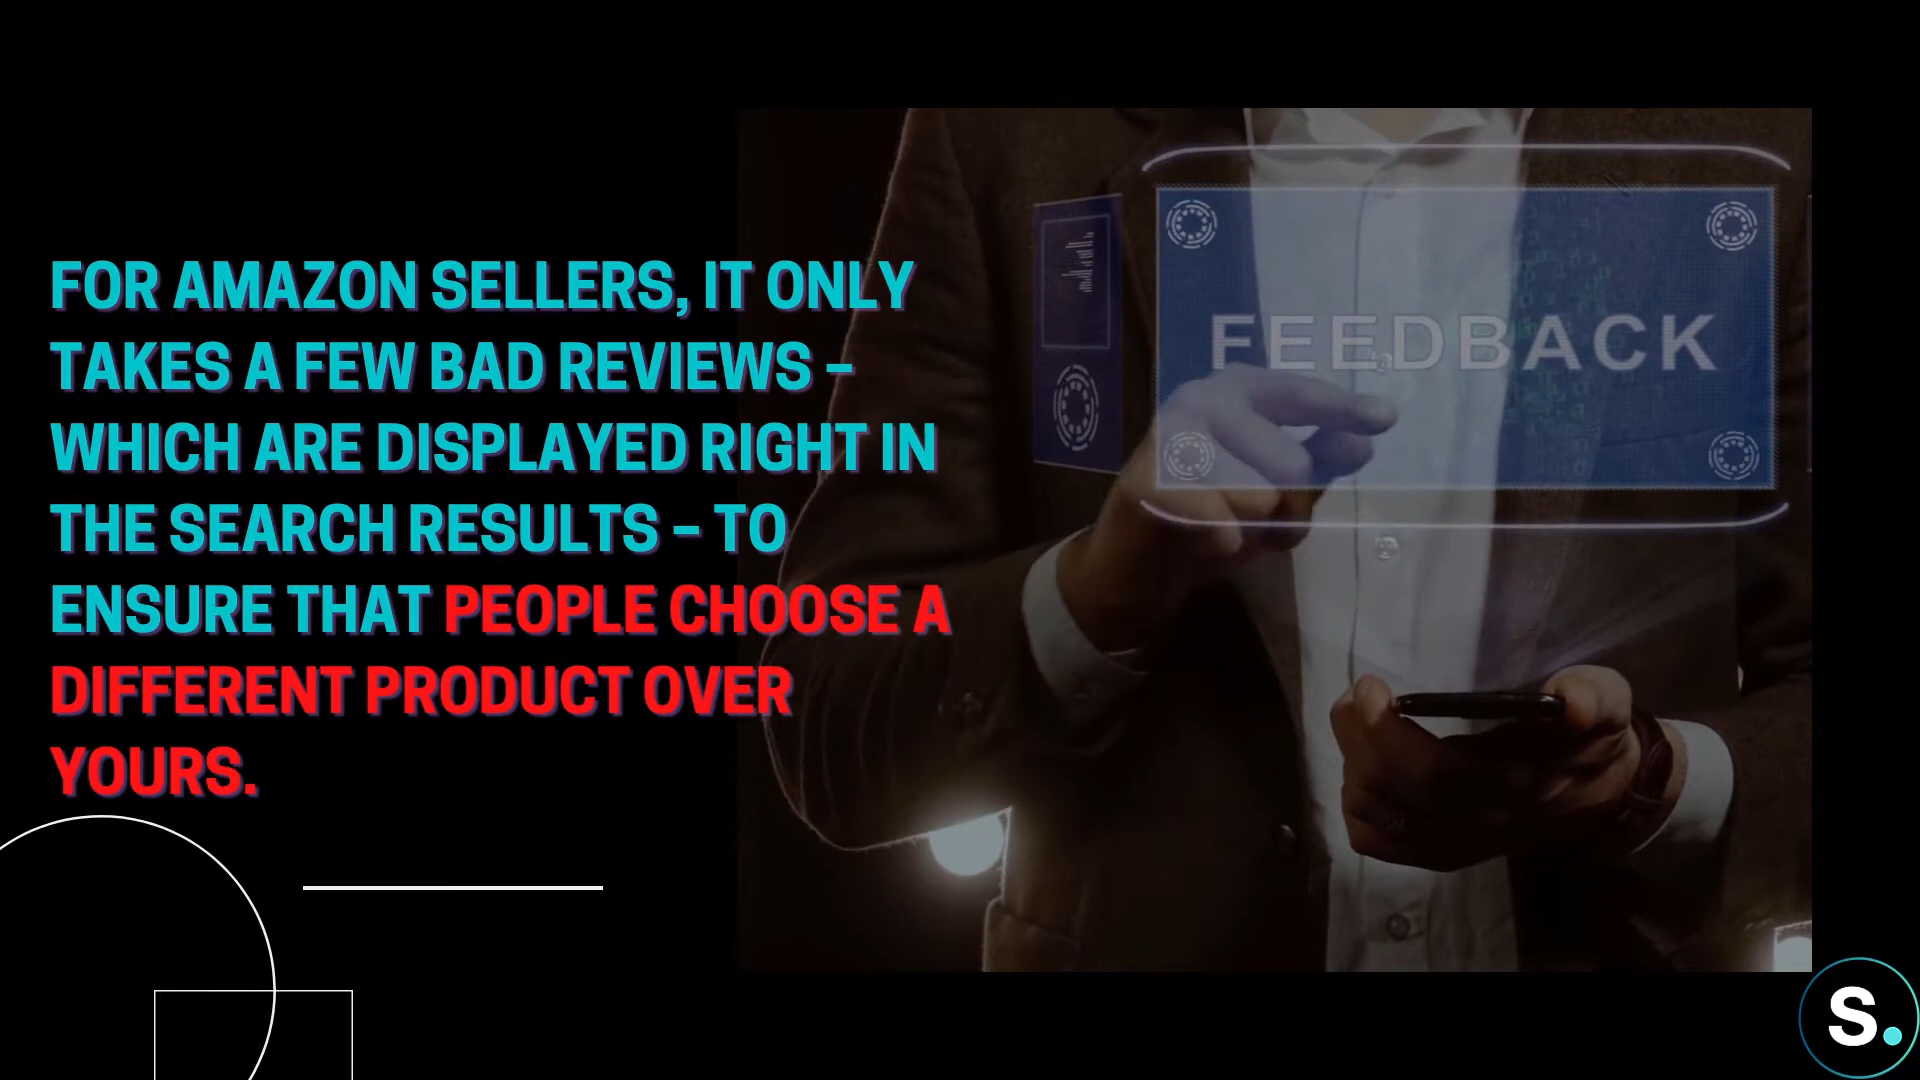 FOR AMAZON SELLERS, IT ONLY
TAKES A FEW BAD REVIEWS –
WHICH ARE DISPLAYED RIGHT IN
THE SEARCH RESULTS – TO
ENSURE THAT PEOPLE CHOOSE A
DIFFERENT PRODUCT OVER
YOURS.
FEEDBACK
S.